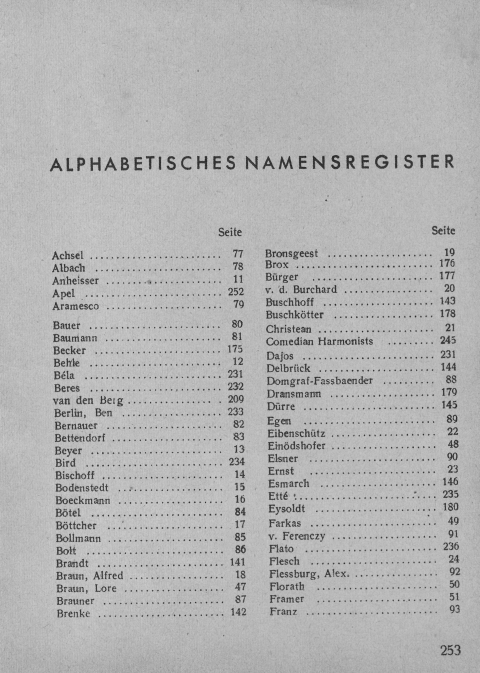 ALPHABETISCHES NAMENSREGISTER
Seite
Achsel ........................ 77
Albach ........................ 78
Anheisser ..................... 11
Apel .......................... 252
Aramesco ...................... 79
Bauer ......................... 80
Baumann ....................... 81
Becker ........................ 175
Behle ......................... 12
Béla .......................... 231
Beres ......................... 232
van den Berg .................. 209
Berlin, Ben ................... 233
Bernauer ...................... 82
Bettendorf .................... 83
Beyer ......................... 13
Bird .......................... 234
Bischoff ...................... 14
Bodenstedt .................... 15
Boeckmann ..................... 16
Bötel ......................... 84
Böttcher ...................... 17
Bollmann ...................... 85
Bolt .......................... 86
Brandt ........................ 141
Braun, Alfred ................. 18
Braun, Lore ................... 47
Brauner ....................... 87
Brenke ........................ 142
Seite
Bronsgeest .................... 19
Brox .......................... 176
Bürger ........................ 177
v. d. Burchard ................ 20
Buschhoff ..................... 143
Buschkötter ................... 178
Christean ..................... 21
Comedian Harmonists ........... 245
Dajos ......................... 231
Delbrück ...................... 144
Domgraf-Fassbaender ........... 88
Dransmann ..................... 179
Dürre ......................... 145
Egen .......................... 89
Eibenschütz ................... 22
Einödshofer ................... 48
Elsner ........................ 90
Ernst ......................... 23
Esmarch ....................... 146
Etté .......................... 235
Eysoldt ....................... 180
Farkas ........................ 49
v. Ferenczy ................... 91
Flato ......................... 236
Flesch ........................ 24
Flessburg, Alex. .............. 92
Florath ....................... 50
Framer ........................ 51
Franz ......................... 93
253